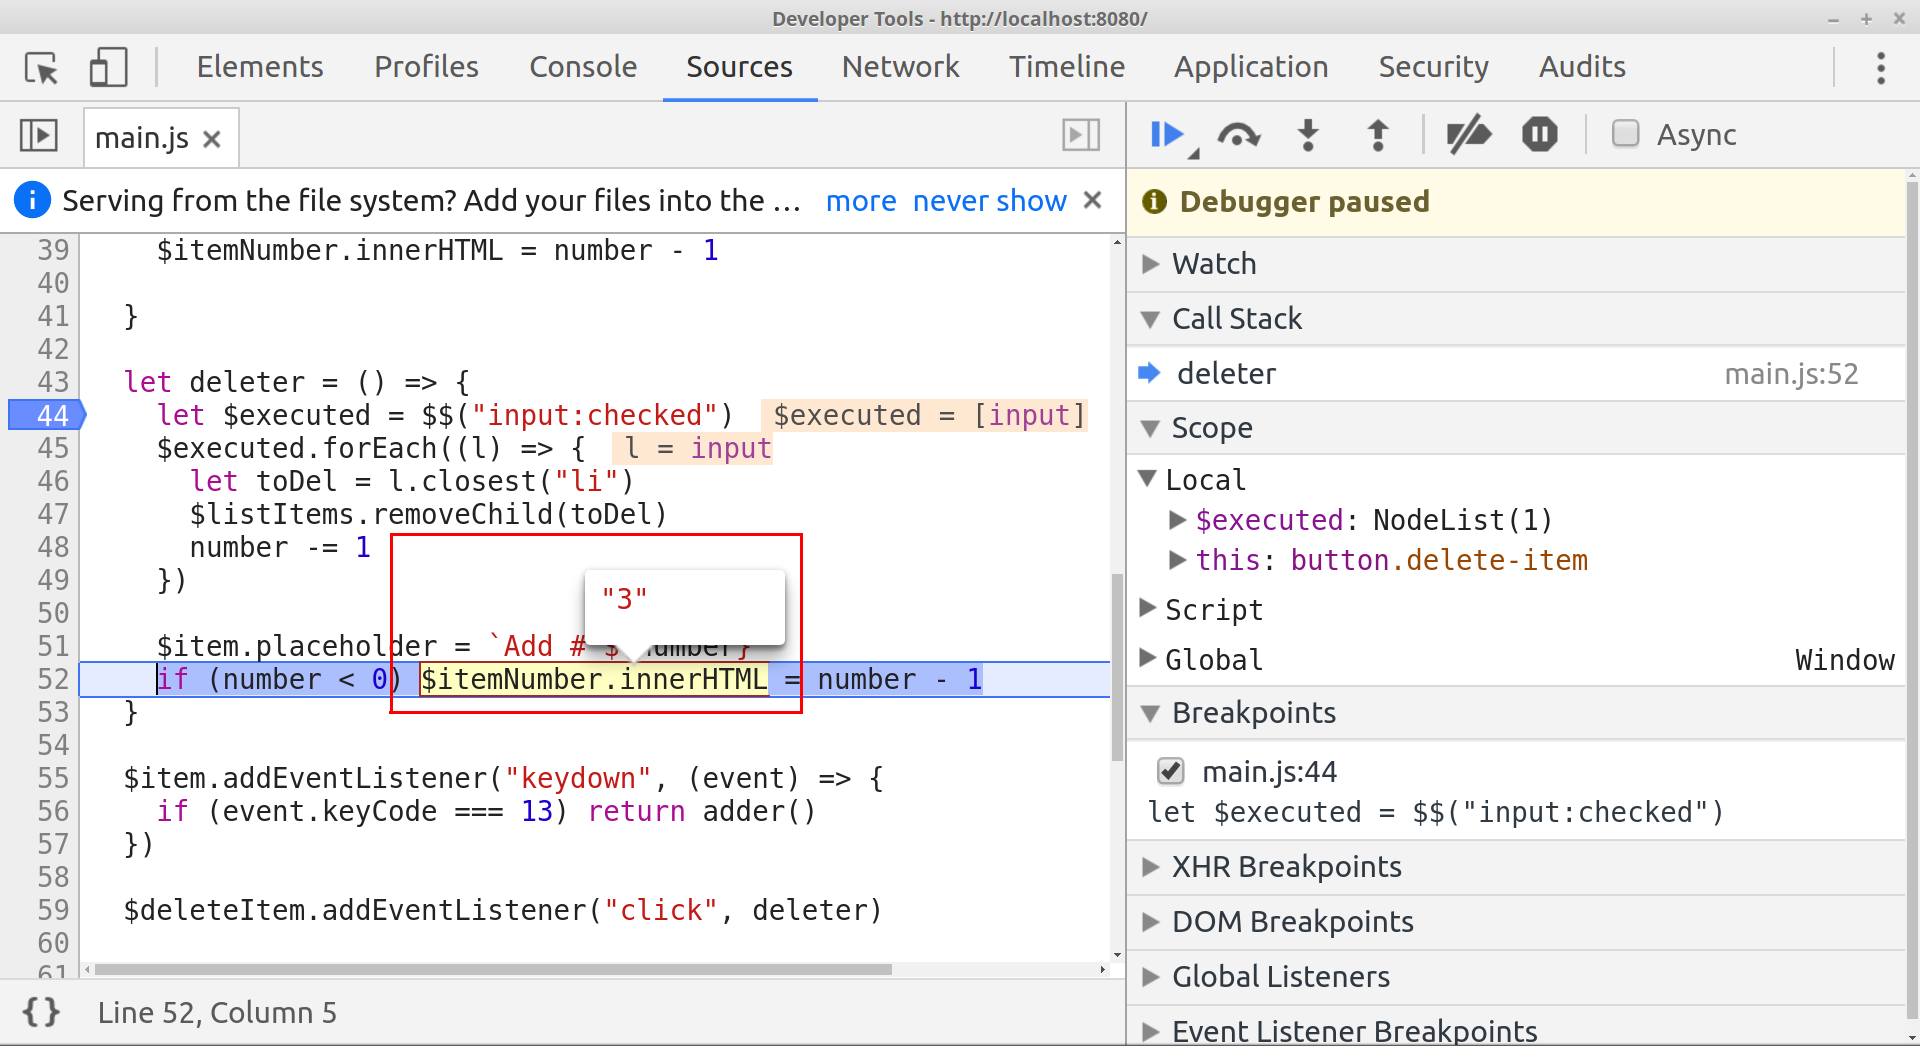 Developer Tools - http://localhost:8080/
Elements Profiles Console Sources Network Timeline Application Security Audits
main.js
Serving from the file system? Add your files into the … more never show
39 $itemNumber.innerHTML = number - 1
40
41 }
42
43 let deleter = () => {
44 let $executed = $$("input:checked") $executed = [input]
45 $executed.forEach((l) => { l = input
46 let toDel = l.closest("li")
47 $listItems.removeChild(toDel)
48 number -= 1
49 })
50
"3"
51 $item.placeholder = `Add # $ number}
52 if (number < 0) $itemNumber.innerHTML = number - 1
53 }
54
55 $item.addEventListener("keydown", (event) => {
56 if (event.keyCode === 13) return adder()
57 })
58
59 $deleteItem.addEventListener("click", deleter)
60
61
{} Line 52, Column 5
Async
Debugger paused
Watch
Call Stack
deleter main.js:52
Scope
Local
$executed: NodeList(1)
this: button.delete-item
Script
Global Window
Breakpoints
main.js:44
let $executed = $$("input:checked")
XHR Breakpoints
DOM Breakpoints
Global Listeners
Event Listener Breakpoints